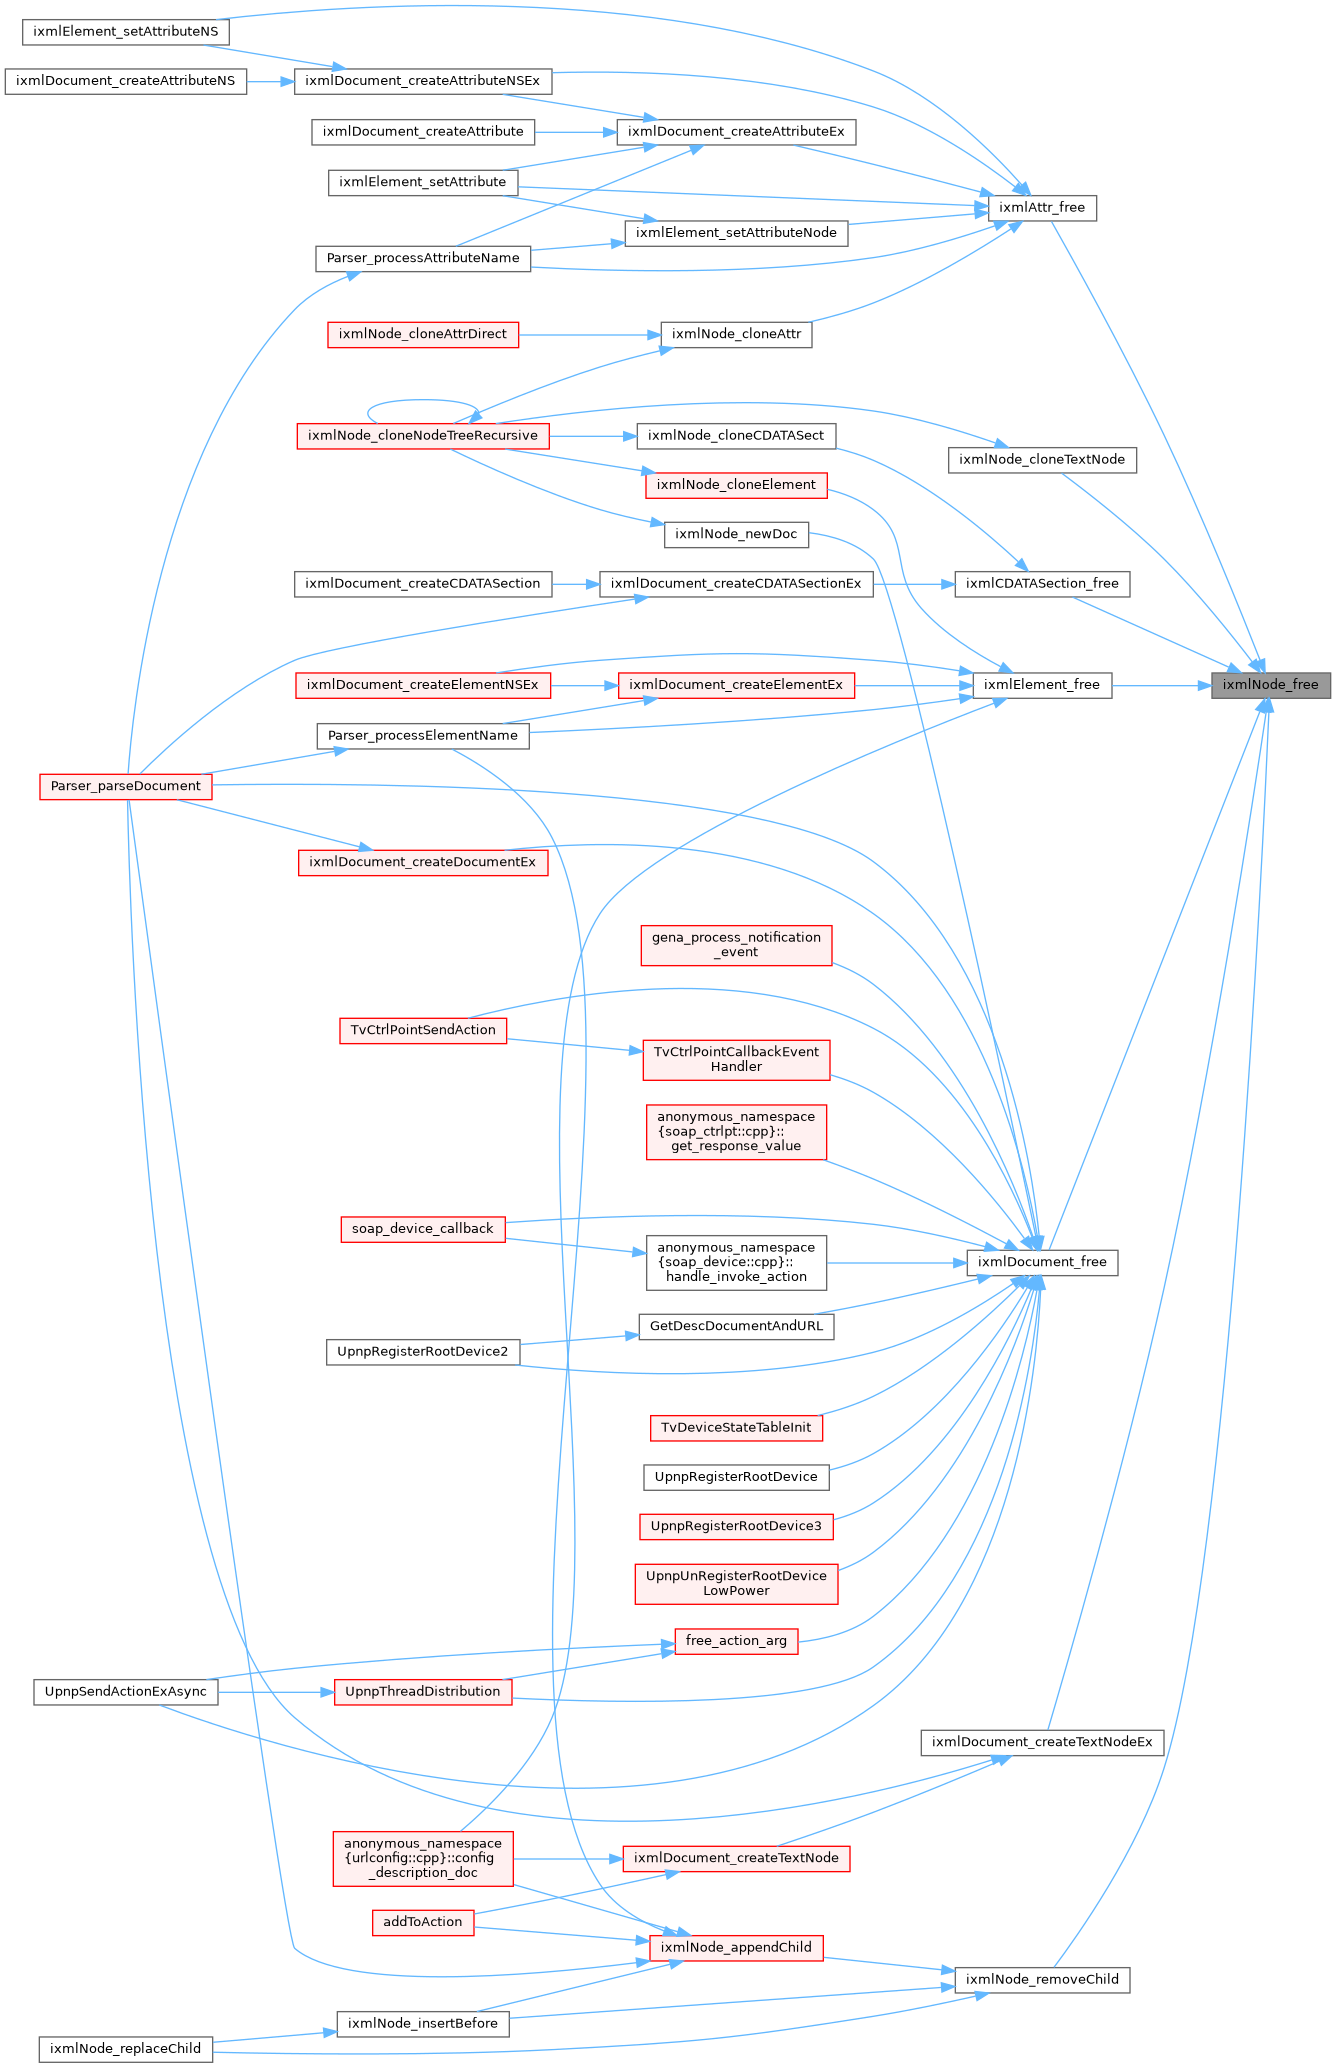 ixmlElement_setAttributeNS
ixmlDocument_createAttributeNS
ixmlDocument_createAttributeNSEx
ixmlDocument_createAttribute
ixmlDocument_createAttributeEx
ixmlElement_setAttribute
ixmlAttr_free
ixmlElement_setAttributeNode
Parser_processAttributeName
ixmlNode_cloneAttrDirect
ixmlNode_cloneAttr
ixmlNode_cloneNodeTreeRecursive
ixmlNode_cloneCDATASect
ixmlNode_cloneTextNode
ixmlNode_cloneElement
ixmlNode_newDoc
ixmlDocument_createCDATASection
ixmlDocument_createCDATASectionEx
ixmlCDATASection_free
ixmlDocument_createElementNSEx
ixmlDocument_createElementEx
ixmlElement_free
ixmlNode_free
Parser_processElementName
Parser_parseDocument
ixmlDocument_createDocumentEx
gena_process_notification
_event
TvCtrlPointSendAction
TvCtrlPointCallbackEvent
Handler
anonymous_namespace
{soap_ctrlpt::cpp}::
get_response_value
soap_device_callback
anonymous_namespace
{soap_device::cpp}::
handle_invoke_action
ixmlDocument_free
GetDescDocumentAndURL
UpnpRegisterRootDevice2
TvDeviceStateTableInit
UpnpRegisterRootDevice
UpnpRegisterRootDevice3
UpnpUnRegisterRootDevice
LowPower
free_action_arg
UpnpSendActionExAsync
UpnpThreadDistribution
ixmlDocument_createTextNodeEx
anonymous_namespace
{urlconfig::cpp}::config
_description_doc
ixmlDocument_createTextNode
addToAction
ixmlNode_appendChild
ixmlNode_removeChild
ixmlNode_insertBefore
ixmlNode_replaceChild